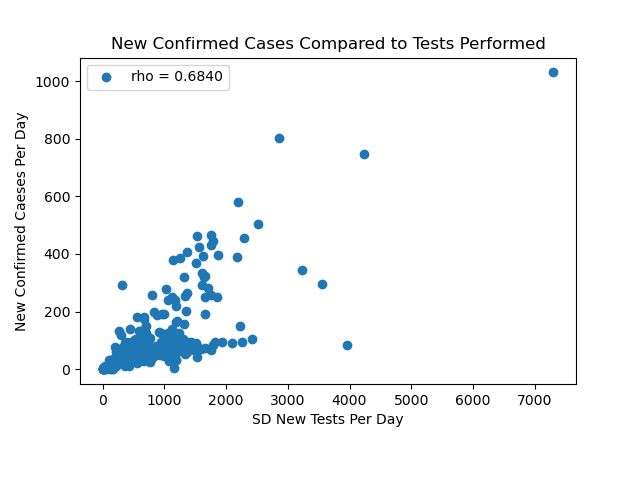 New Confirmed Cases Compared to Tests Performed
rho = 0.6840
New Confirmed Caeses Per Day
1000
800
600
400
200
0
0 1000 2000 3000 4000 5000 6000 7000
SD New Tests Per Day